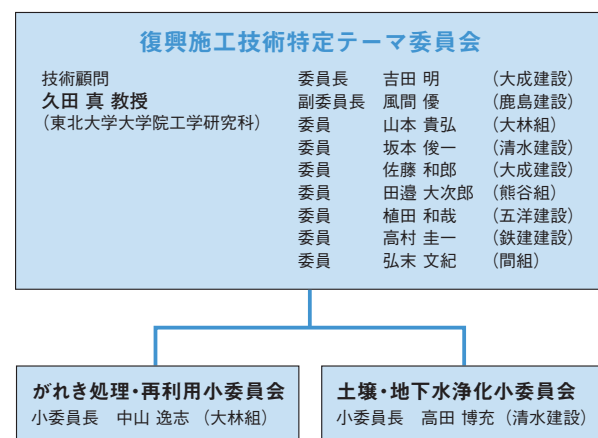 復興施工技術特定テーマ委員会
技術顧問
久田 真 教授
（東北大学大学院工学研究科）
委員長 吉田 明 （大成建設）
副委員長 風間 優 （鹿島建設）
委員 山本 貴弘 （大林組）
委員 坂本 俊一 （清水建設）
委員 佐藤 和郎 （大成建設）
委員 田邉 大次郎 （熊谷組）
委員 植田 和哉 （五洋建設）
委員 高村 圭一 （鉄建建設）
委員 弘末 文紀 （間組）
がれき処理・再利用小委員会
小委員長 中山 逸志 （大林組）
土壌・地下水浄化小委員会
小委員長 高田 博充 （清水建設）